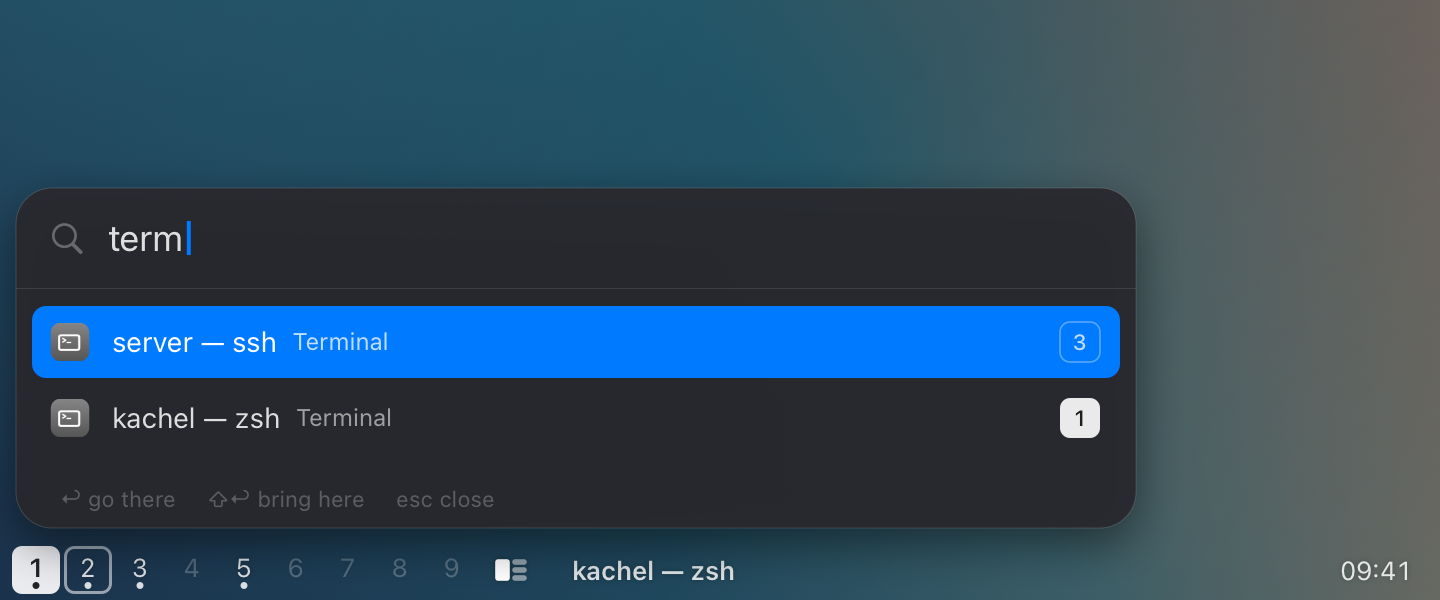 term
server — ssh Terminal 3
kachel — zsh Terminal 1
↩ go there ⇧↩ bring here esc close
1 2 3 4 5 6 7 8 9 kachel — zsh 09:41